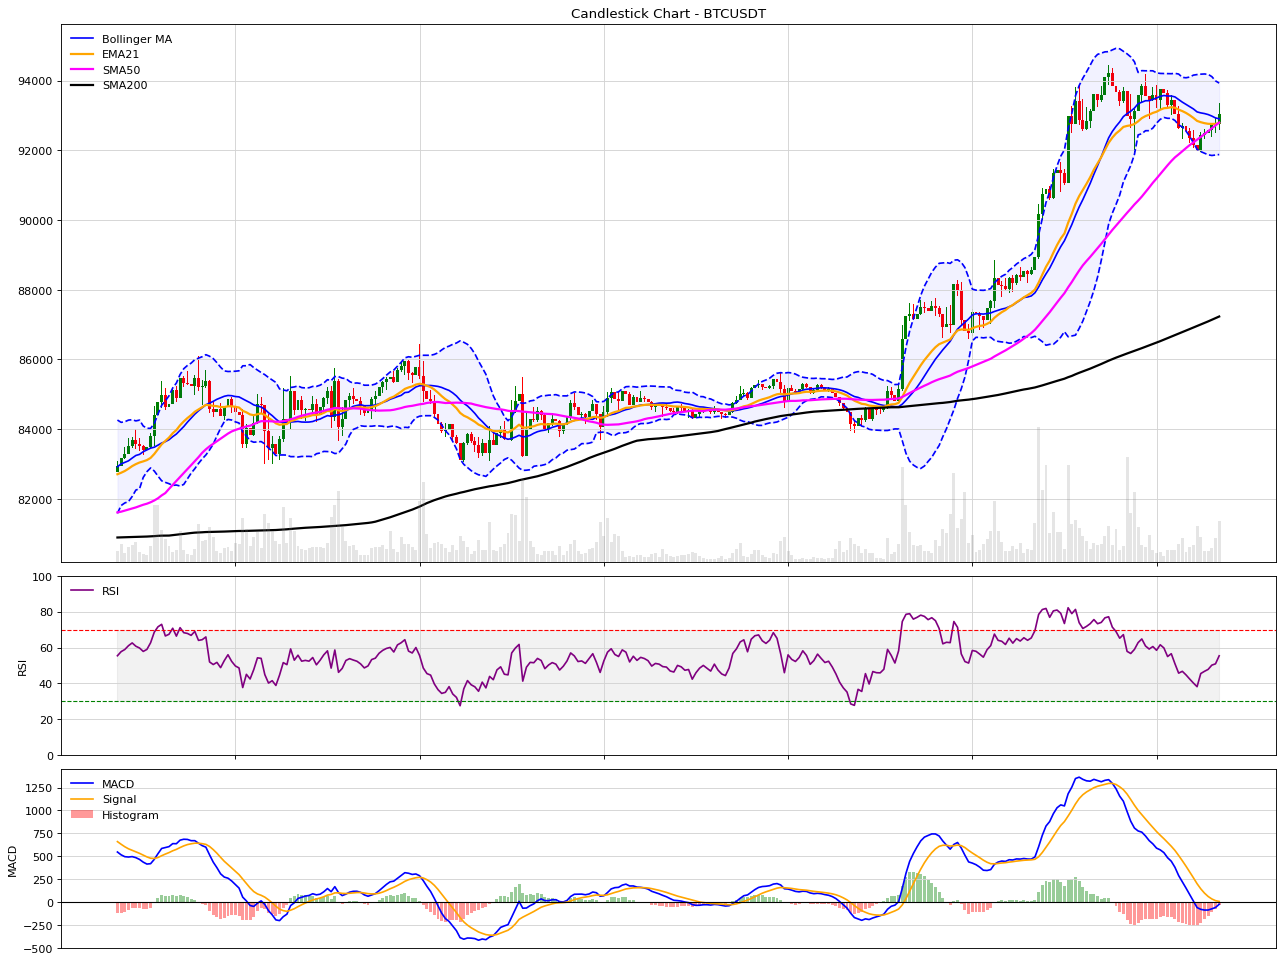 Candlestick Chart - BTCUSDT
Bollinger MA
EMA21
SMA50
SMA200
94000
92000
90000
88000
86000
84000
82000
RSI
100
80
60
40
20
0
RSI
MACD
Signal
Histogram
1250
1000
750
500
250
0
−250
−500
MACD